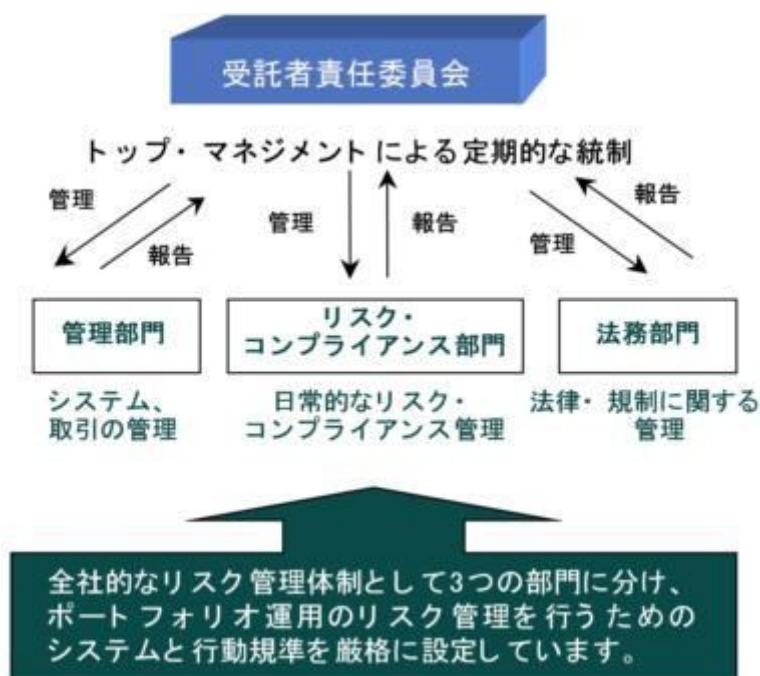 受託者責任委員会
トップ・マネジメントによる定期的な統制
管理
報告
管理
報告
管理
報告
管理部門
リスク・
コンプライアンス部門
法務部門
システム、
取引の管理
日常的なリスク・
コンプライアンス管理
法律・規制に関する
管理
全社的なリスク管理体制として3つの部門に分け、
ポートフォリオ運用のリスク管理を行うための
システムと行動規準を厳格に設定しています。